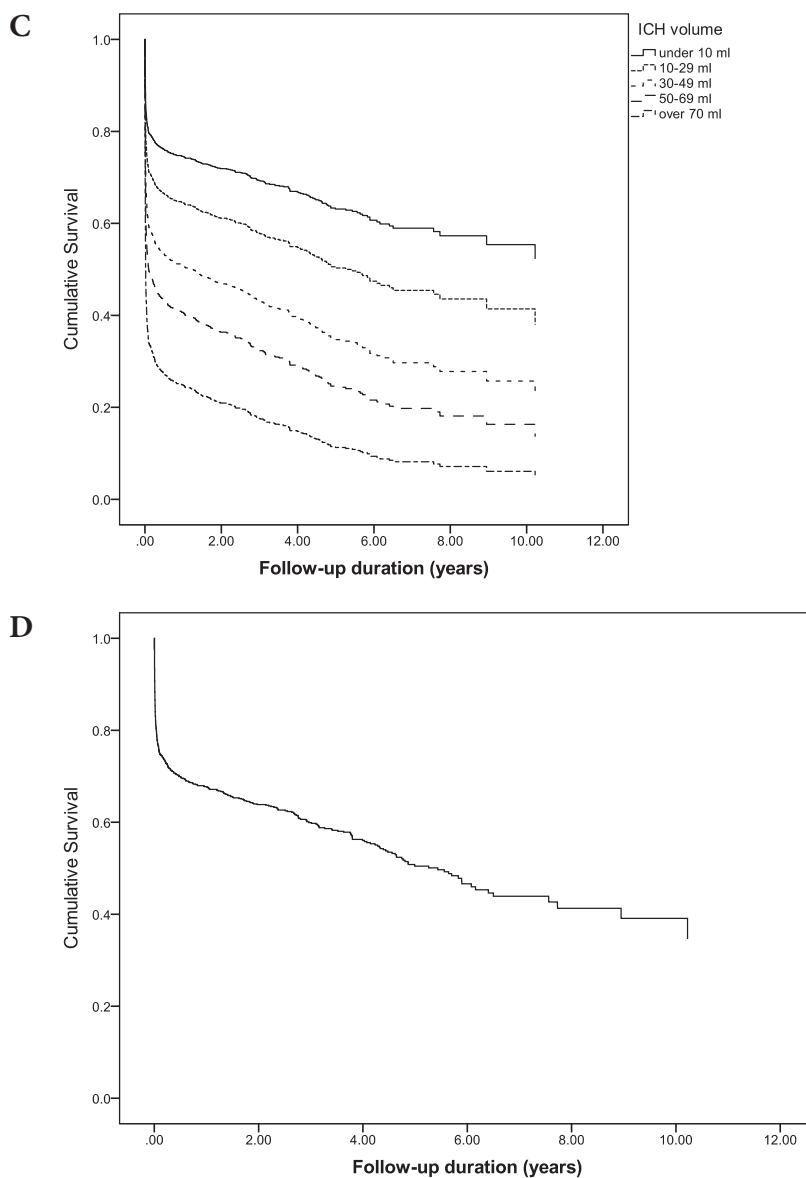 C
ICH volume
under 10 ml
10-29 ml
30-49 ml
50-69 ml
over 70 ml
1.0
0.8
0.6
0.4
0.2
0.0
Cumulative Survival
.00 2.00 4.00 6.00 8.00 10.00 12.00
Follow-up duration (years)
D
1.0
0.8
0.6
0.4
0.2
0.0
Cumulative Survival
.00 2.00 4.00 6.00 8.00 10.00 12.00
Follow-up duration (years)